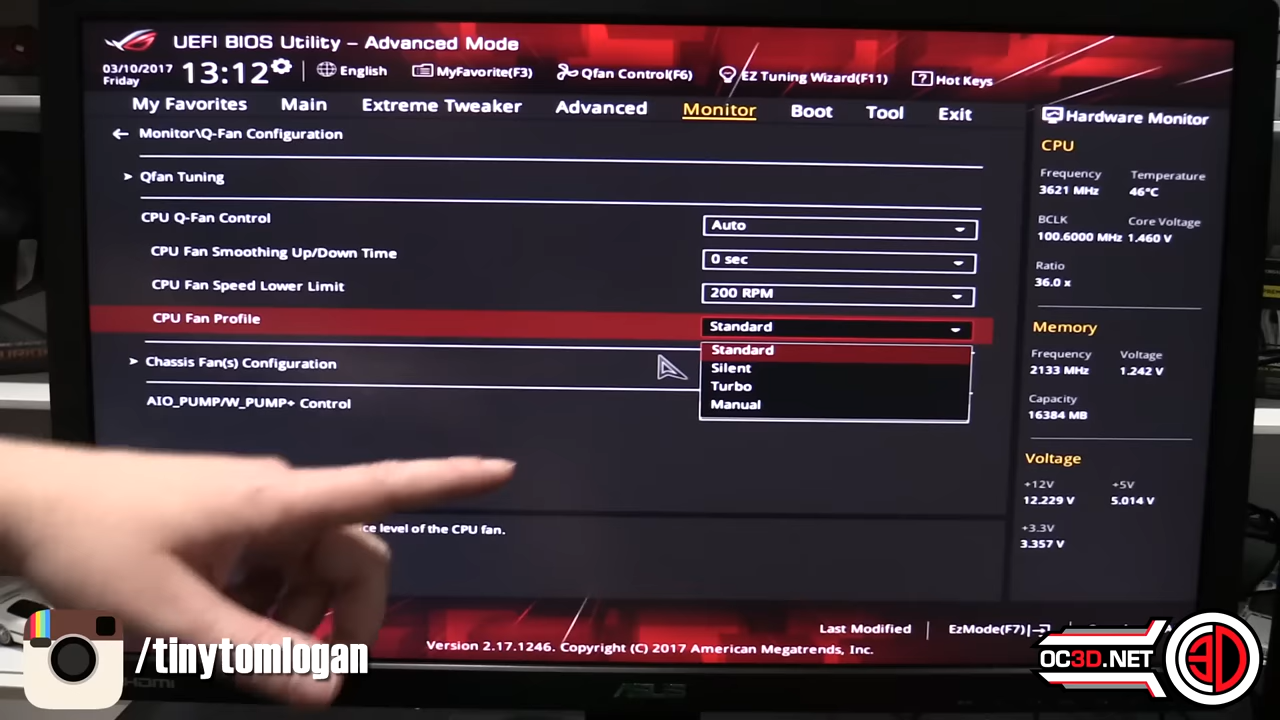 UEFI BIOS Utility – Advanced Mode
03/10/2017
Friday
13:12
English
MyFavorite(F3)
Qfan Control(F6)
EZ Tuning Wizard(F11)
? Hot Keys
My Favorites Main Extreme Tweaker Advanced Monitor Boot Tool Exit
Monitor\Q-Fan Configuration
Qfan Tuning
CPU Q-Fan Control
Auto
CPU Fan Smoothing Up/Down Time
0 sec
CPU Fan Speed Lower Limit
200 RPM
CPU Fan Profile
Standard
Standard
Silent
Turbo
Manual
Chassis Fan(s) Configuration
AIO_PUMP/W_PUMP+ Control
level of the CPU fan.
Hardware Monitor
CPU
Frequency Temperature
3621 MHz 46°C
BCLK Core Voltage
100.6000 MHz 1.460 V
Ratio
36.0 x
Memory
Frequency Voltage
2133 MHz 1.242 V
Capacity
16384 MB
Voltage
+12V +5V
12.229 V 5.014 V
+3.3V
3.357 V
Last Modified
EzMode(F7)
Version 2.17.1246. Copyright (C) 2017 American Megatrends, Inc.
/tinytomlogan
OC3D.NET
3D
HDMI
ASUS